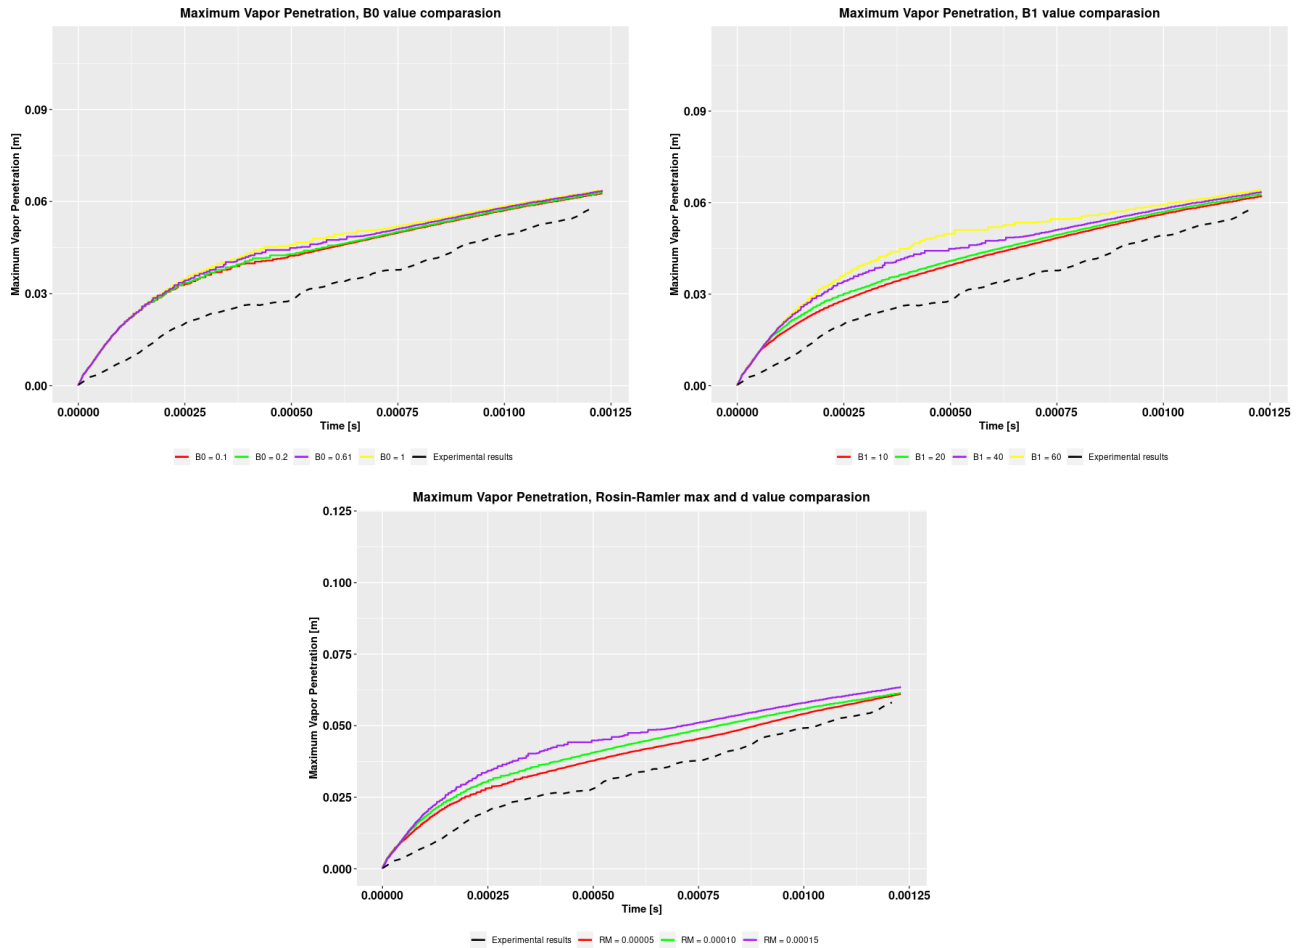 Maximum Vapor Penetration, B0 value comparasion
Maximum Vapor Penetration [m]
0.09
0.06
0.03
0.00
0.00000 0.00025 0.00050 0.00075 0.00100 0.00125
Time [s]
B0 = 0.1 B0 = 0.2 B0 = 0.61 B0 = 1 Experimental results
Maximum Vapor Penetration, B1 value comparasion
Maximum Vapor Penetration [m]
0.09
0.06
0.03
0.00
0.00000 0.00025 0.00050 0.00075 0.00100 0.00125
Time [s]
B1 = 10 B1 = 20 B1 = 40 B1 = 60 Experimental results
Maximum Vapor Penetration, Rosin-Ramler max and d value comparasion
Maximum Vapor Penetration [m]
0.125
0.100
0.075
0.050
0.025
0.000
0.00000 0.00025 0.00050 0.00075 0.00100 0.00125
Time [s]
Experimental results RM = 0.00005 RM = 0.00010 RM = 0.00015